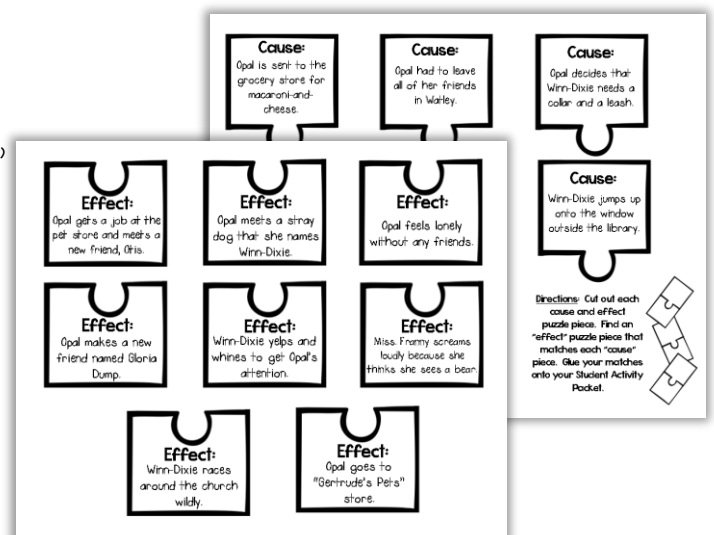 Cause:
Opal is sent to the
grocery store for
macaroni-and-
cheese.
Cause:
Opal had to leave
all of her friends
in Watley.
Cause:
Opal decides that
Winn-Dixie needs a
collar and a leash.
Cause:
Winn-Dixie jumps up
onto the window
outside the library.
Directions: Cut out each
cause and effect
puzzle piece. Find an
"effect" puzzle piece that
matches each "cause"
piece. Glue your matches
onto your Student Activity
Packet.
)
Effect:
Opal gets a job at the
pet store and meets a
new friend, Otis.
Effect:
Opal meets a stray
dog that she names
Winn-Dixie.
Effect:
Opal feels lonely
without any friends.
Effect:
Opal makes a new
friend named Gloria
Dump.
Effect:
Winn-Dixie yelps and
whines to get Opal's
attention.
Effect:
Miss Franny screams
loudly because she
thinks she sees a bear.
Effect:
Winn-Dixie races
around the church
wildly.
Effect:
Opal goes to
"Gertrude's Pets"
store.